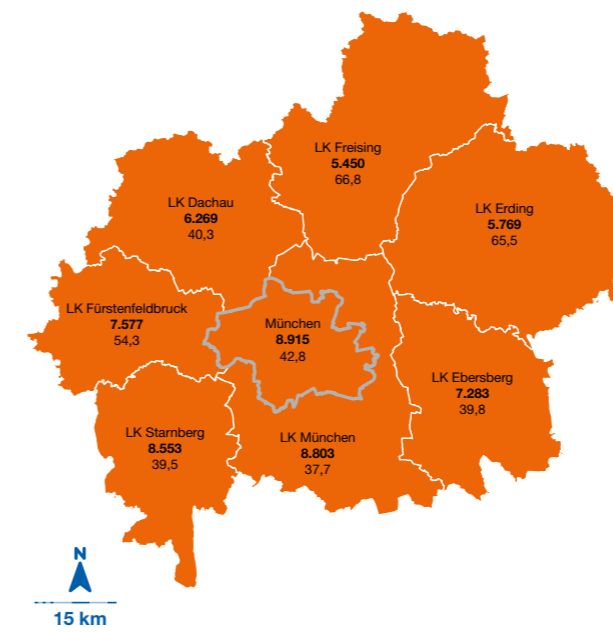 LK Freising
5.450
66,8
LK Dachau
6.269
40,3
LK Erding
5.769
65,5
LK Fürstenfeldbruck
7.577
54,3
München
8.915
42,8
LK Ebersberg
7.283
39,8
LK Starnberg
8.553
39,5
LK München
8.803
37,7
N
15 km